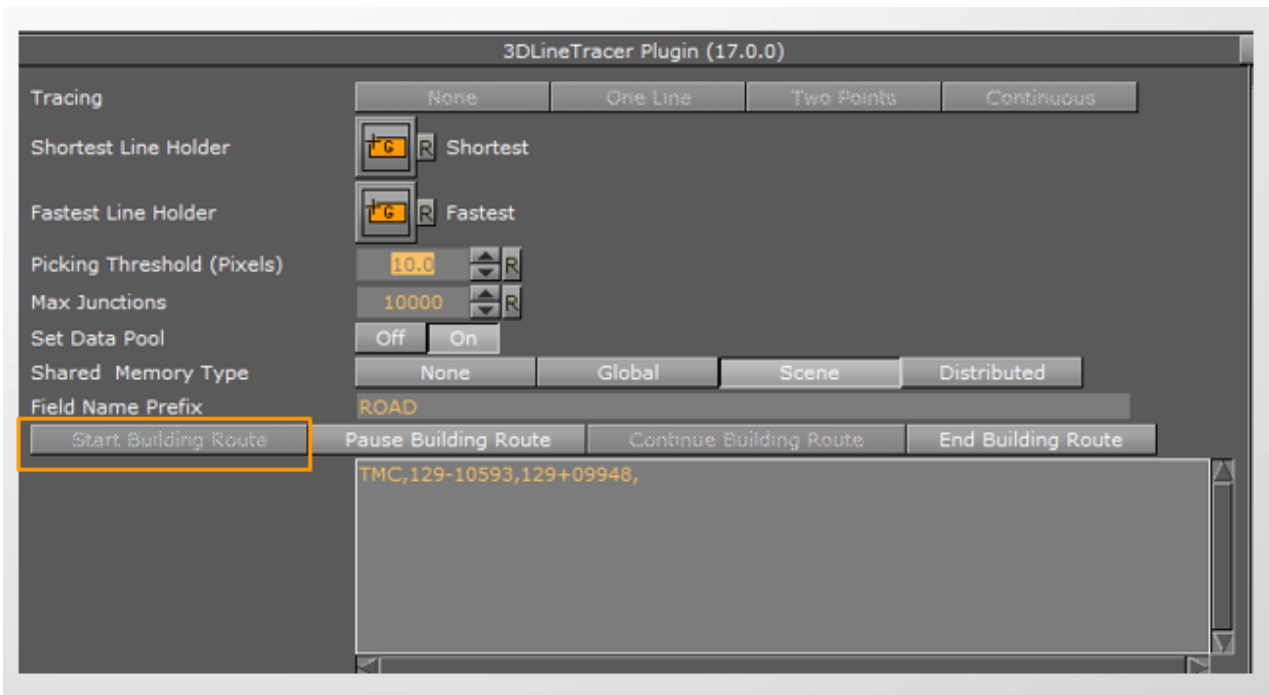 3DLineTracer Plugin (17.0.0)
Tracing None One Line Two Points Continuous
Shortest Line Holder G R Shortest
Fastest Line Holder G R Fastest
Picking Threshold (Pixels) 10.0 R
Max Junctions 10000 R
Set Data Pool Off On
Shared Memory Type None Global Scene Distributed
Field Name Prefix ROAD
Start Building Route Pause Building Route Continue Building Route End Building Route
TMC,129-10593,129+09948,